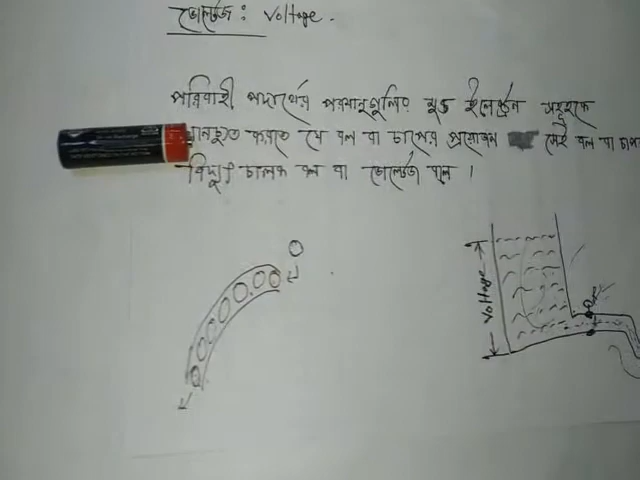 ভোল্টেজ : Voltage .
পরিবাহী পদার্থের পরমানুগুলির মুক্ত ইলেকট্রন সমূহকে
স্থানচ্যুত করতে যে বল বা চাপের প্রয়োজন সেই বল বা চাপকে
বিদ্যুৎ চালক বল বা ভোল্টেজ বলে ।
Voltage